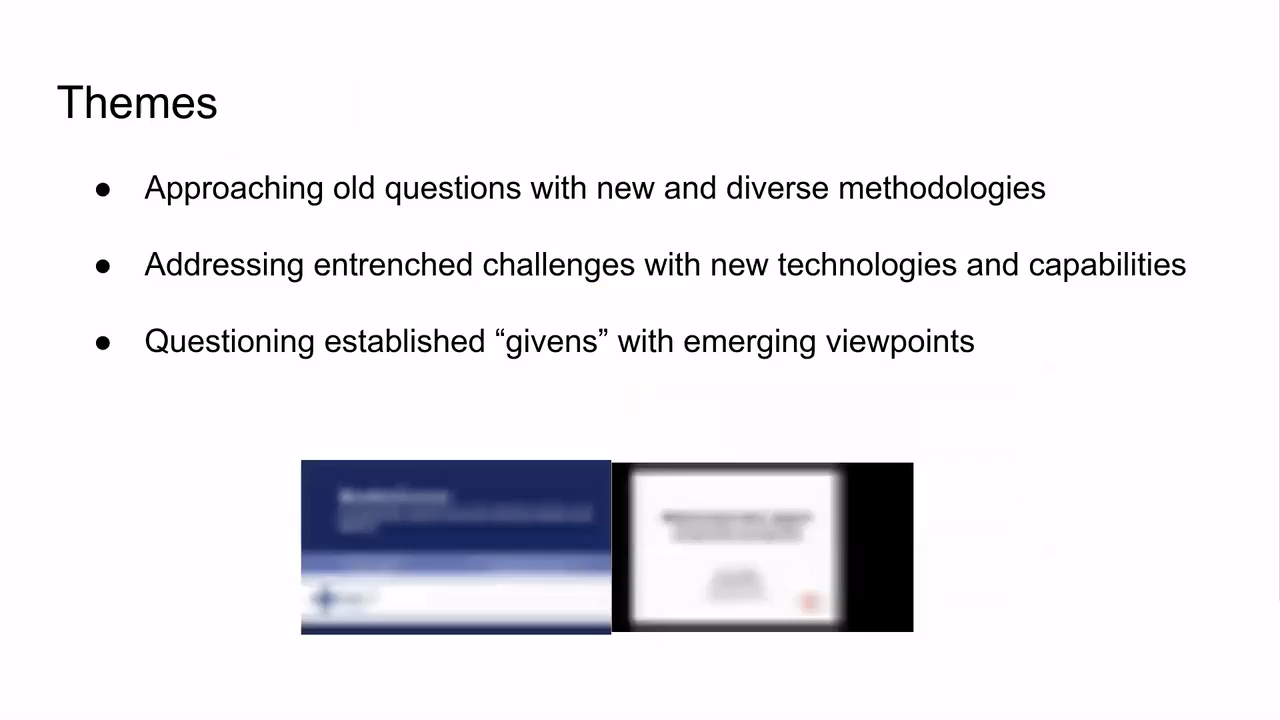 Themes
● Approaching old questions with new and diverse methodologies
● Addressing entrenched challenges with new technologies and capabilities
● Questioning established “givens” with emerging viewpoints